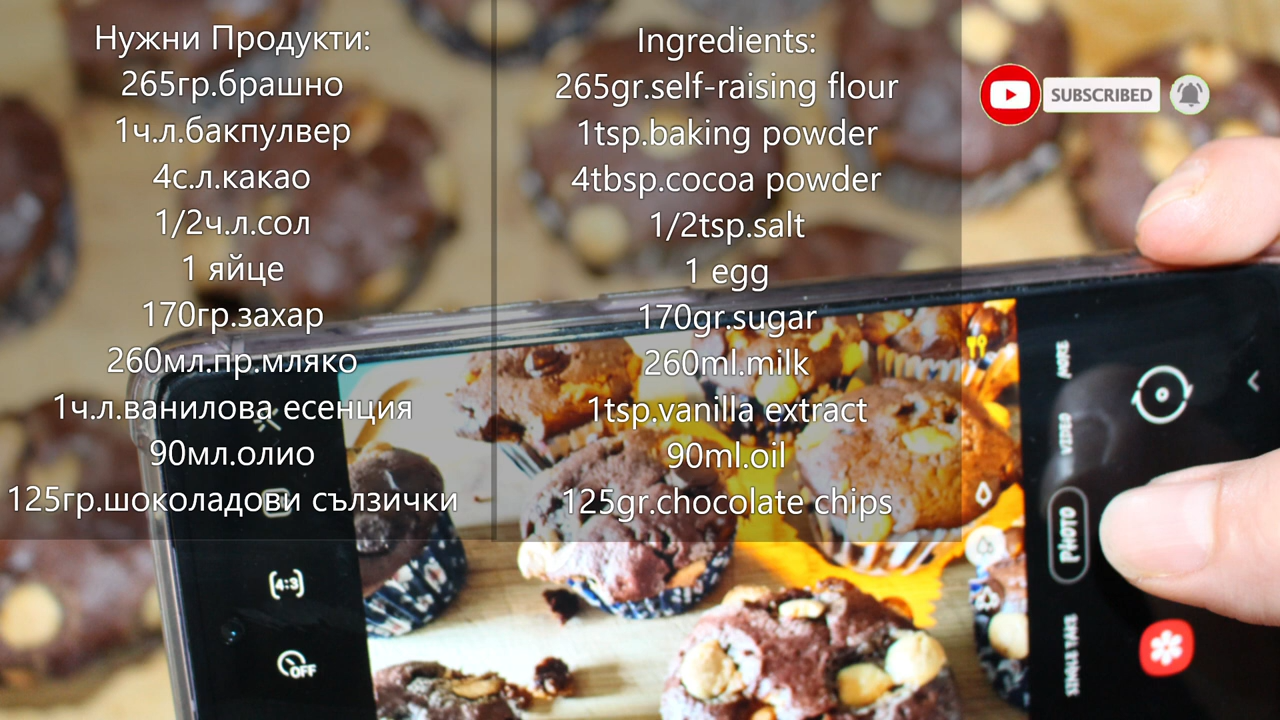 Нужни Продукти:
265гр.брашно
1ч.л.бакпулвер
4с.л.какао
1/2ч.л.сол
1 яйце
170гр.захар
260мл.пр.мляко
1ч.л.ванилова есенция
90мл.олио
125гр.шоколадови сълзички
Ingredients:
265gr.self-raising flour
1tsp.baking powder
4tbsp.cocoa powder
1/2tsp.salt
1 egg
170gr.sugar
260ml.milk
1tsp.vanilla extract
90ml.oil
125gr.chocolate chips
SUBSCRIBED
4:3
OFF
MORE
VIDEO
PHOTO
SINGLE TAKE